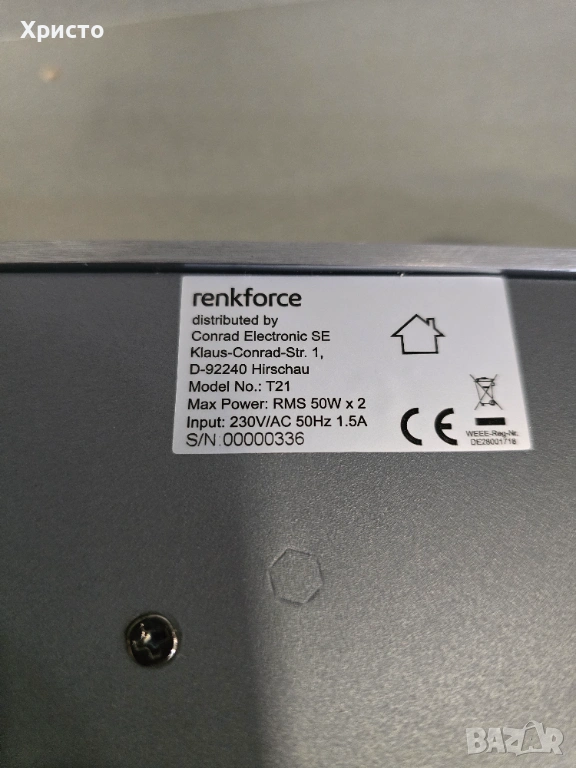 Христо
renkforce
distributed by
Conrad Electronic SE
Klaus-Conrad-Str. 1,
D-92240 Hirschau
Model No.: T21
Max Power: RMS 50W x 2
Input: 230V/AC 50Hz 1.5A
S/N:00000336
CE
WEEE-Reg-Nr.
DE28001718
BAZAR